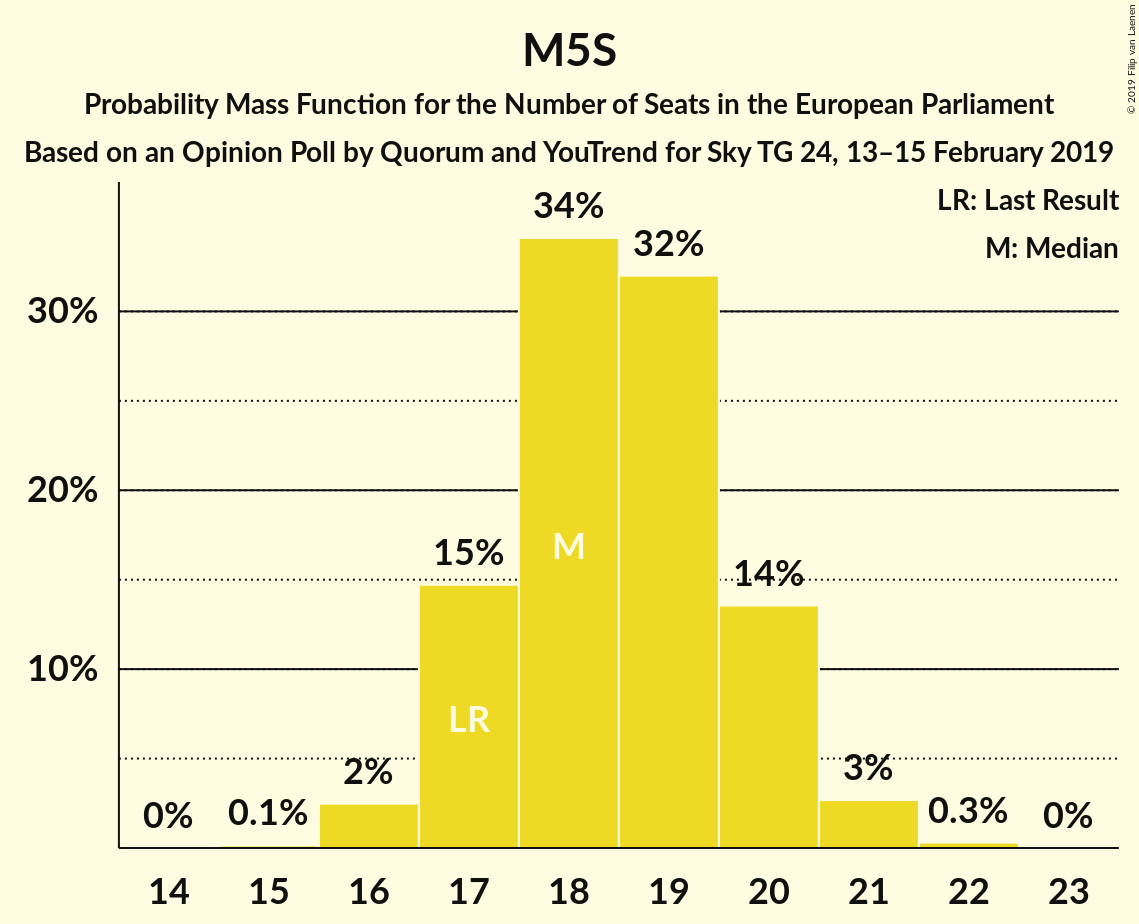 M5S
Probability Mass Function for the Number of Seats in the European Parliament
Based on an Opinion Poll by Quorum and YouTrend for Sky TG 24, 13–15 February 2019
© 2019 Filip van Laenen
LR: Last Result
M: Median
34%
32%
30%
20%
M
15%
14%
10%
LR
2%
3%
0%
0.1%
0.3%
0%
14 15 16 17 18 19 20 21 22 23